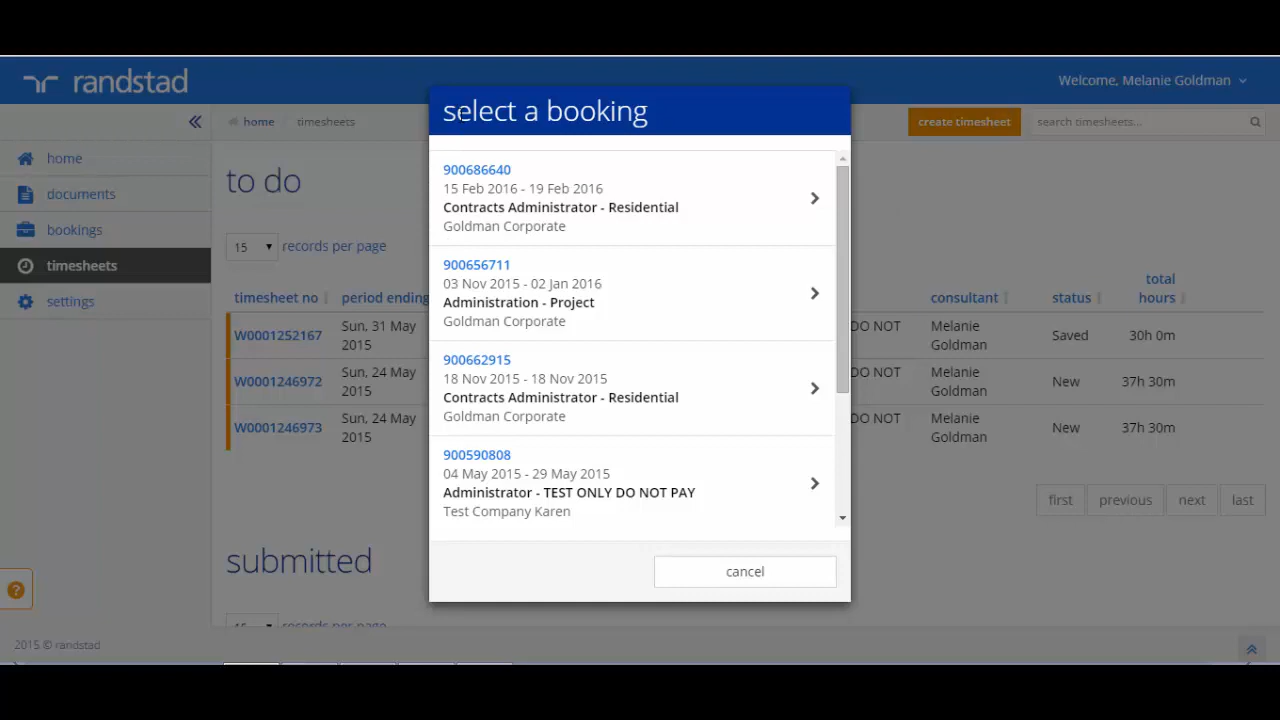 randstad
Welcome, Melanie Goldman
home
timesheets
create timesheet
search timesheets...
home
documents
bookings
timesheets
settings
to do
15
records per page
timesheet no
period ending
consultant
status
total
hours
W0001252167
Sun, 31 May
2015
DO NOT
Melanie
Goldman
Saved
30h 0m
W0001246972
Sun, 24 May
2015
DO NOT
Melanie
Goldman
New
37h 30m
W0001246973
Sun, 24 May
2015
DO NOT
Melanie
Goldman
New
37h 30m
first
previous
next
last
submitted
15
records per page
2015 © randstad
?
select a booking
900686640
15 Feb 2016 - 19 Feb 2016
Contracts Administrator - Residential
Goldman Corporate
900656711
03 Nov 2015 - 02 Jan 2016
Administration - Project
Goldman Corporate
900662915
18 Nov 2015 - 18 Nov 2015
Contracts Administrator - Residential
Goldman Corporate
900590808
04 May 2015 - 29 May 2015
Administrator - TEST ONLY DO NOT PAY
Test Company Karen
cancel